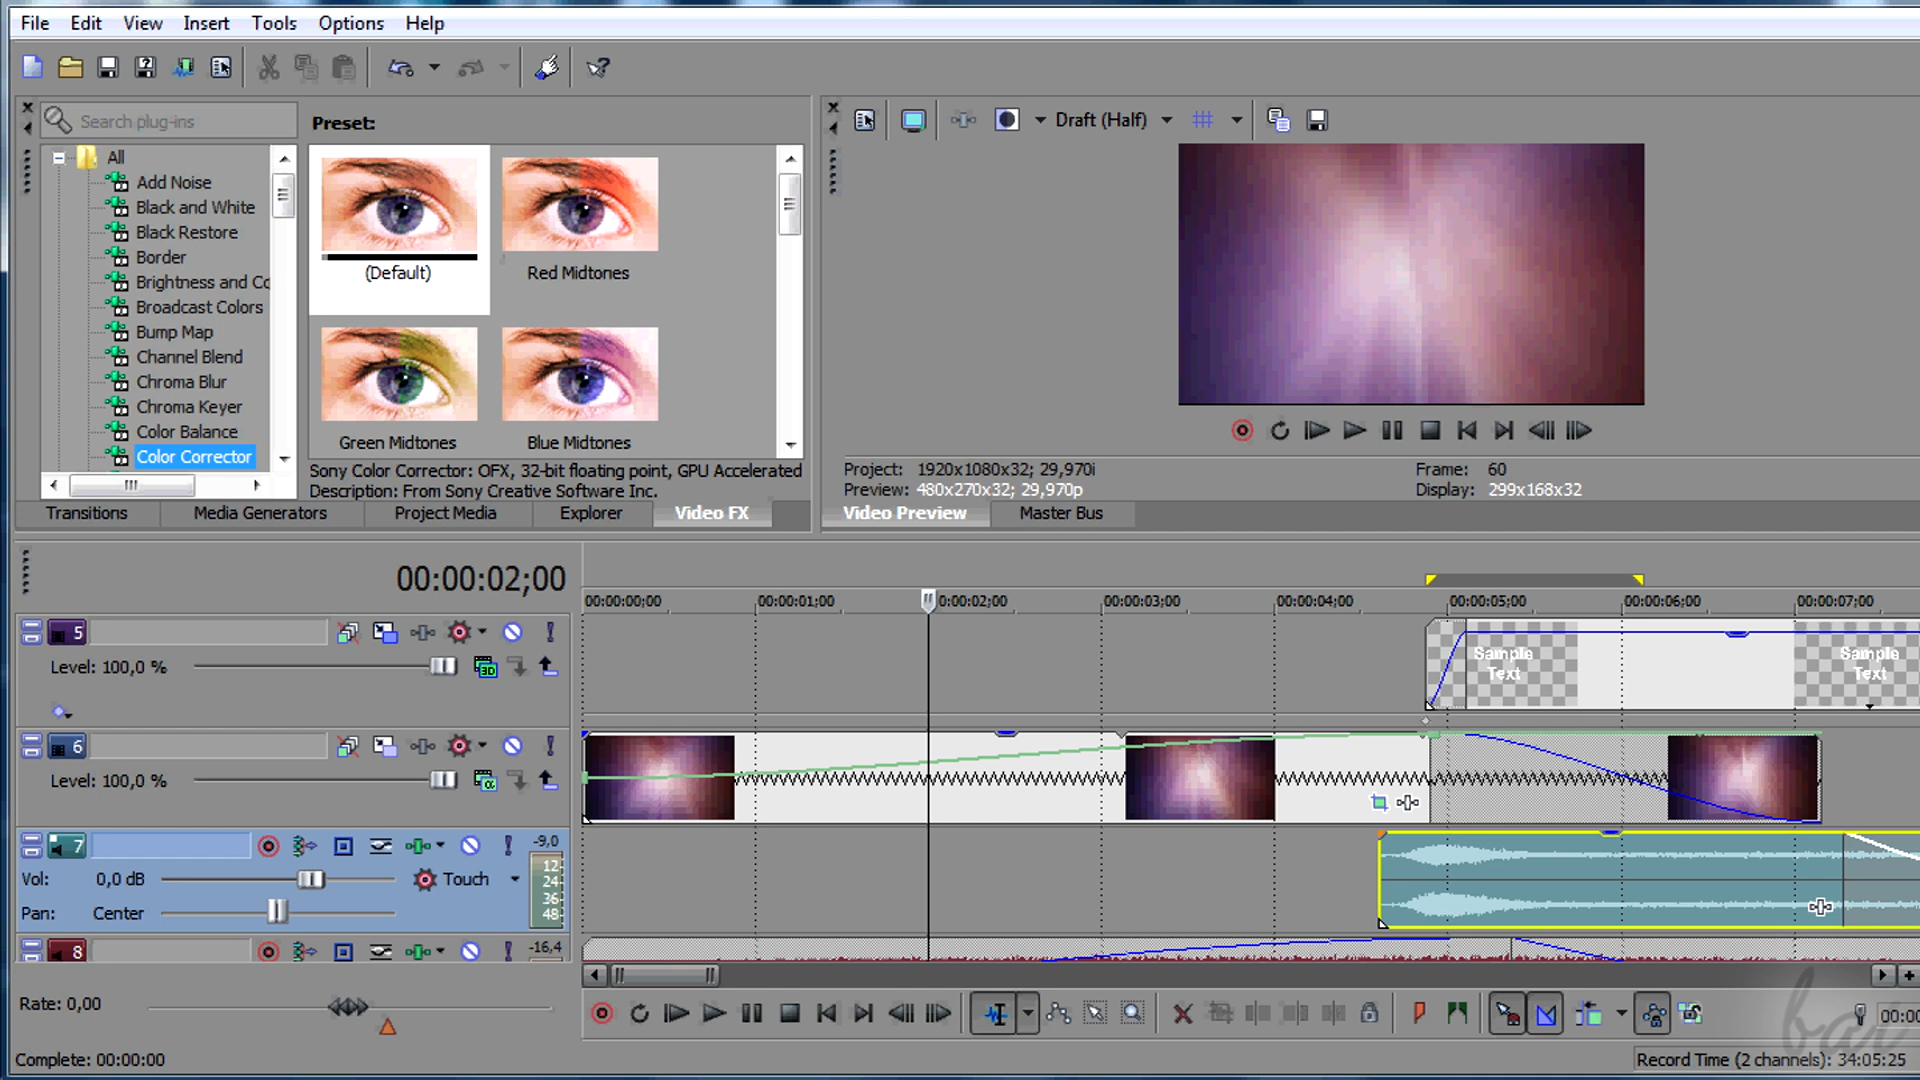 File Edit View Insert Tools Options Help
Search plug-ins
Preset:
All
Add Noise
Black and White
Black Restore
Border
Brightness and Co
Broadcast Colors
Bump Map
Channel Blend
Chroma Blur
Chroma Keyer
Color Balance
Color Corrector
(Default)
Red Midtones
Green Midtones
Blue Midtones
Sony Color Corrector: OFX, 32-bit floating point, GPU Accelerated
Description: From Sony Creative Software Inc.
Transitions Media Generators Project Media Explorer Video FX
Draft (Half)
Project: 1920x1080x32; 29,970i
Preview: 480x270x32; 29,970p
Frame: 60
Display: 299x168x32
Video Preview Master Bus
00:00:02;00
00:00:00;00 00:00:01;00 0:00:02;00 00:00:03;00 00:00:04;00 00:00:05;00 00:00:06;00 00:00:07;00
5
Level: 100,0 %
3D
Sample
Text
Sample
Text
6
Level: 100,0 %
7
-9,0
Vol: 0,0 dB
Touch
Pan: Center
12
24
36
48
8
-16,4
Rate: 0,00
00:00
Complete: 00:00:00
Record Time (2 channels): 34:05:25
bar